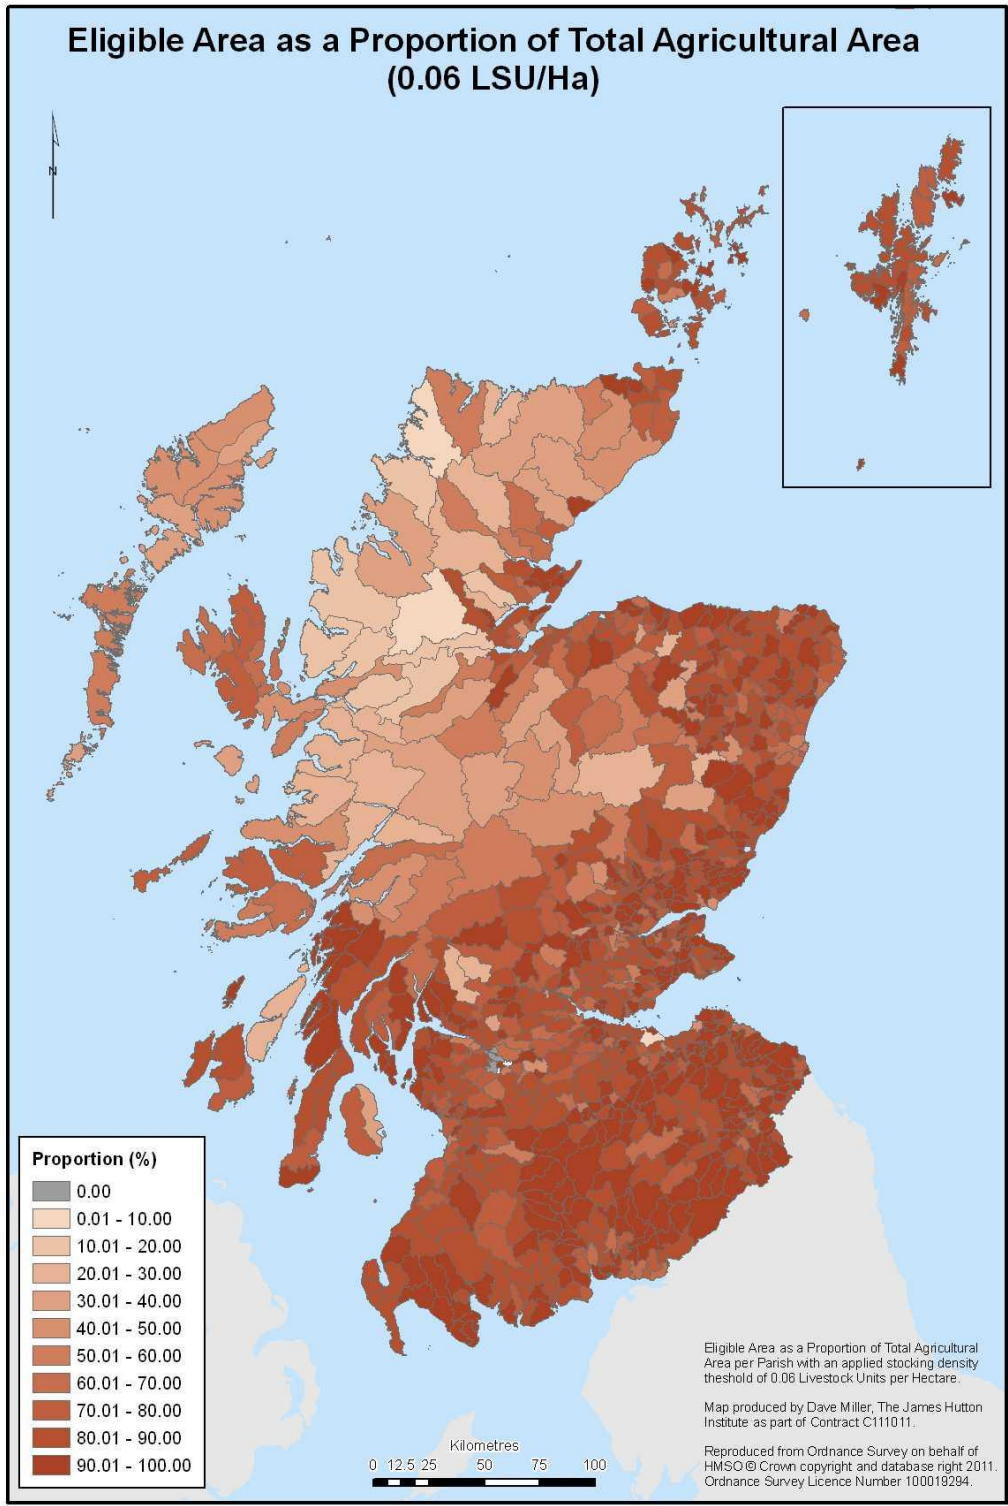 Eligible Area as a Proportion of Total Agricultural Area
(0.06 LSU/Ha)
N
Proportion (%)
0.00
0.01 - 10.00
10.01 - 20.00
20.01 - 30.00
30.01 - 40.00
40.01 - 50.00
50.01 - 60.00
60.01 - 70.00
70.01 - 80.00
80.01 - 90.00
90.01 - 100.00
Kilometres
0 12.5 25 50 75 100
Eligible Area as a Proportion of Total Agricultural
Area per Parish with an applied stocking density
theshold of 0.06 Livestock Units per Hectare.
Map produced by Dave Miller, The James Hutton
Institute as part of Contract C111011.
Reproduced from Ordnance Survey on behalf of
HMSO © Crown copyright and database right 2011.
Ordnance Survey Licence Number 100019294.